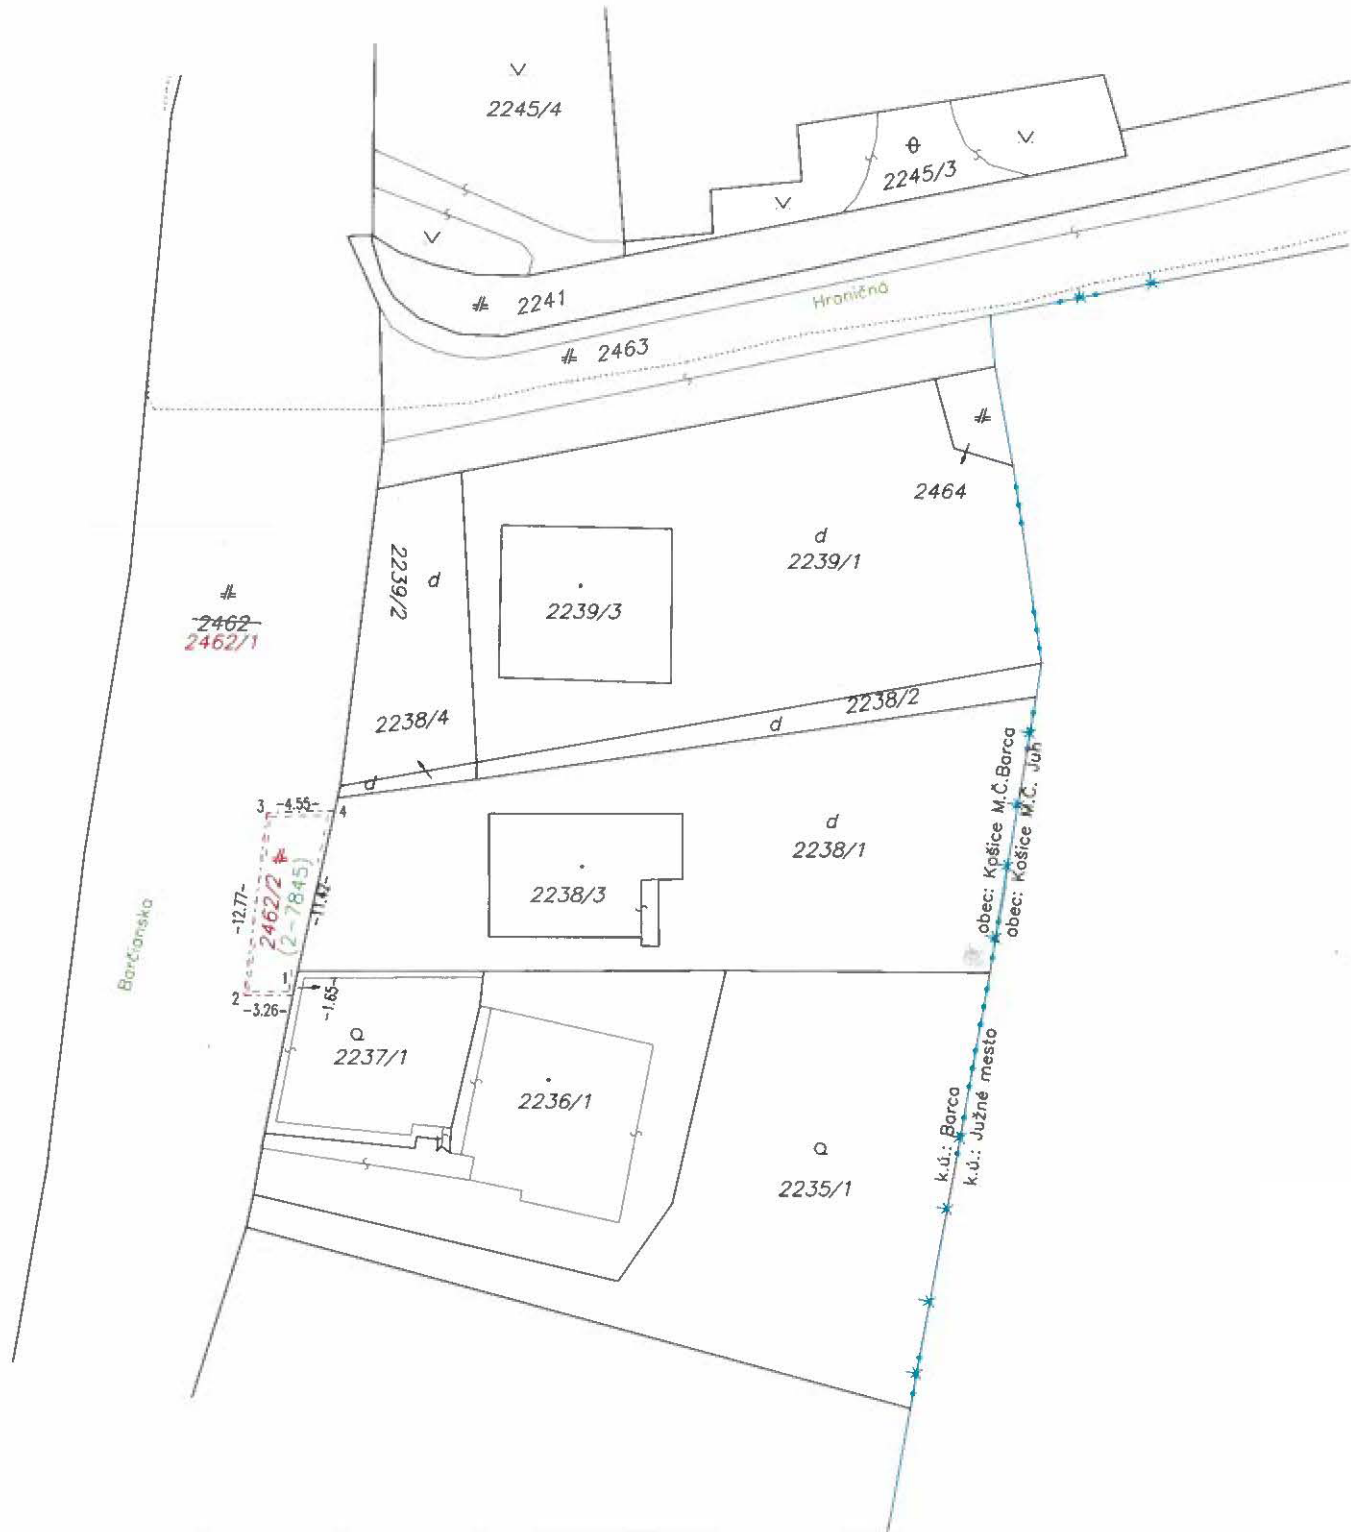 2245/4
2245/3
2241
Hraničná
2463
2464
d
2239/1
2239/2
d
2239/3
2462
2462/1
2238/4
2238/2
d
d
3
-4.55-
4
d
2238/1
2238/3
obec: Košice M.Č.Barca
obec: Košice M.Č. Juh
-12.77-
2462/2
(2-7845)
-11.42-
Barčianska
1
2
-3.26-
-1.65-
2237/1
2236/1
2235/1
k.ú.: Barca
k.ú.: Južné mesto